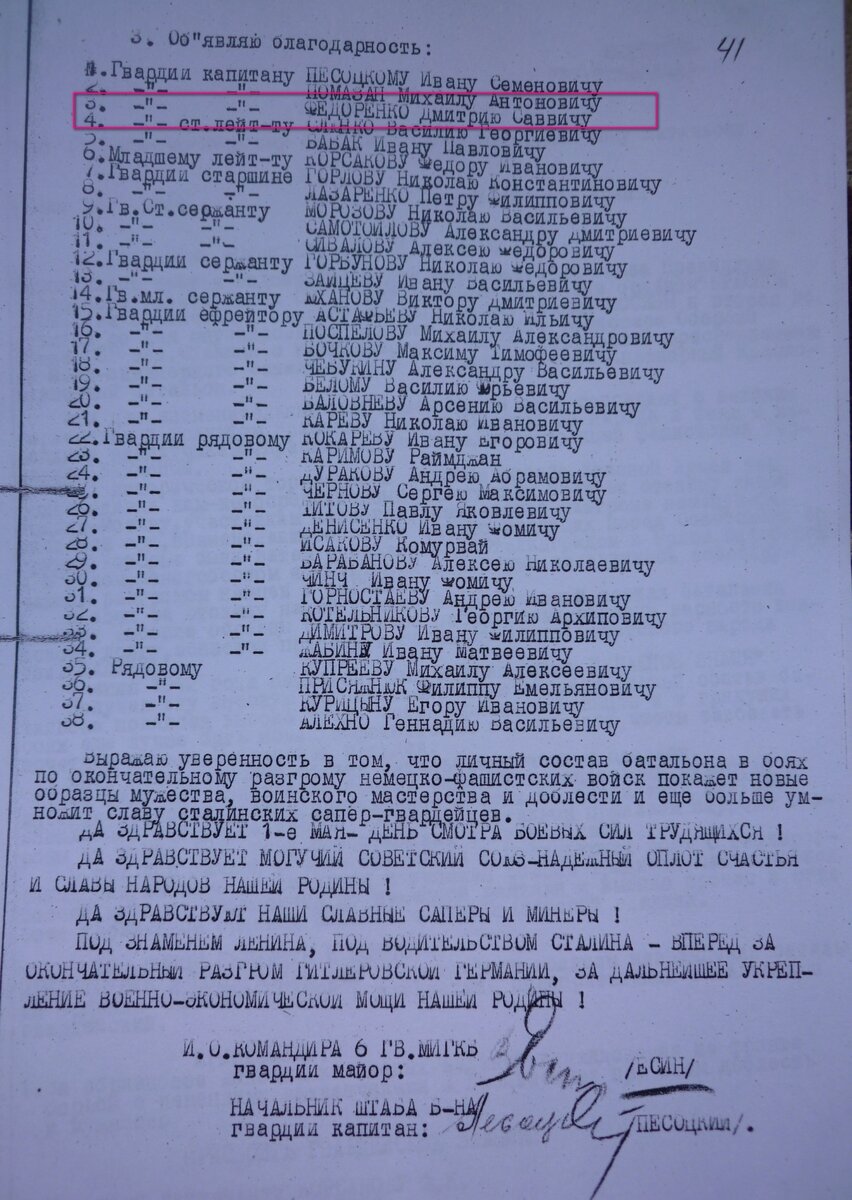 3. Об"являю благодарность:
41
1. Гвардии капитану ПЕСОЦКОМУ Ивану Семеновичу
2. -"- -"- ПОМАЗАН Михаилу Антоновичу
3. -"- -"- ФЕДОРЕНКО Дмитрию Саввичу
4. -"- ст.лейт-ту Василию Георгиевичу
5. -"- -"- БАБАК Ивану Павловичу
6. Младшему лейт-ту КОРСАКОВУ Федору Ивановичу
7. Гвардии старшине ГОРЛОВУ Николаю Константиновичу
8. -"- -"- ЛАЗАРЕНКО Петру Филипповичу
9. Гв.Ст.сержанту МОРОЗОВУ Николаю Васильевичу
10. -"- -"- САМОЙЛОВУ Александру Дмитриевичу
11. -"- -"- СИВАЛОВУ Алексею Федоровичу
12. Гвардии сержанту ГОРБУНОВУ Николаю Федоровичу
13. -"- -"- ЗАЙЦЕВУ Ивану Васильевичу
14. Гв.мл. сержанту Виктору Дмитриевичу
15. Гвардии ефрейтору АСТАФЬЕВУ Николаю Ильичу
16. -"- -"- ПОСПЕЛОВУ Михаилу Александровичу
17. -"- -"- БОЧКОВУ Максиму Тимофеевичу
18. -"- -"- ЧЕБУКИНУ Александру Васильевичу
19. -"- -"- БЕЛОМУ Василию Юрьевичу
20. -"- -"- ВАЛОВНЕВУ Арсению Васильевичу
21. -"- -"- КАРЕВУ Николаю Ивановичу
22. Гвардии рядовому КОКАРЕВУ Ивану Егоровичу
23. -"- -"- КАРИМОВУ Раймджан
24. -"- -"- ДУРАКОВУ Андрею Абрамовичу
-"- -"- ЧЕРНОВУ Сергею Максимовичу
26. -"- -"- ТИТОВУ Павлу Яковлевичу
27. -"- -"- ДЕНИСЕНКО Ивану Фомичу
28. -"- -"- ИСАКОВУ Комурвай
29. -"- -"- БАРАБАНОВУ Алексею Николаевичу
30. -"- -"- ЧИНЧ Ивану Фомичу
31. -"- -"- ГОРНОСТАЕВУ Андрею Ивановичу
32. -"- -"- КОТЕЛЬНИКОВУ Георгию Архиповичу
33. -"- -"- ДИМИТРОВУ Ивану Филипповичу
34. -"- -"- Ивану Матвеевичу
35. Рядовому КУПРЕЕВУ Михаилу Алексеевичу
36. -"- ПРИСЯЖНЮК Филиппу Емельяновичу
37. -"- КУРИЦЫНУ Егору Ивановичу
38. -"- АЛЕХНО Геннадию Васильевичу
Выражаю уверенность в том, что личный состав батальона в боях
по окончательному разгрому немецко-фашистских войск покажет новые
образцы мужества, воинского мастерства и доблести и еще больше ум-
ножит славу сталинских сапер-гвардейцев.
ДА ЗДРАВСТВУЕТ 1-е МАЯ- ДЕНЬ СМОТРА БОЕВЫХ СИЛ ТРУДЯЩИХСЯ !
ДА ЗДРАВСТВУЕТ МОГУЧИЙ СОВЕТСКИЙ СОЮЗ-НАДЕЖНЫЙ ОПЛОТ СЧАСТЬЯ
И СЛАВЫ НАРОДОВ НАШЕЙ РОДИНЫ !
ДА ЗДРАВСТВУЮТ НАШИ СЛАВНЫЕ САПЕРЫ И МИНЕРЫ !
ПОД ЗНАМЕНЕМ ЛЕНИНА, ПОД ВОДИТЕЛЬСТВОМ СТАЛИНА - ВПЕРЕД ЗА
ОКОНЧАТЕЛЬНЫЙ РАЗГРОМ ГИТЛЕРОВСКОЙ ГЕРМАНИИ, ЗА ДАЛЬНЕЙШЕЕ УКРЕП-
ЛЕНИЕ ВОЕННО-ЭКОНОМИЧЕСКОЙ МОЩИ НАШЕЙ РОДИНЫ !
И.О.КОМАНДИРА 6 ГВ.МИГКБ
гвардии майор: /ЕСИН/
НАЧАЛЬНИК ШТАБА Б-НА
гвардии капитан: Песоцкий /ПЕСОЦКИЙ/.